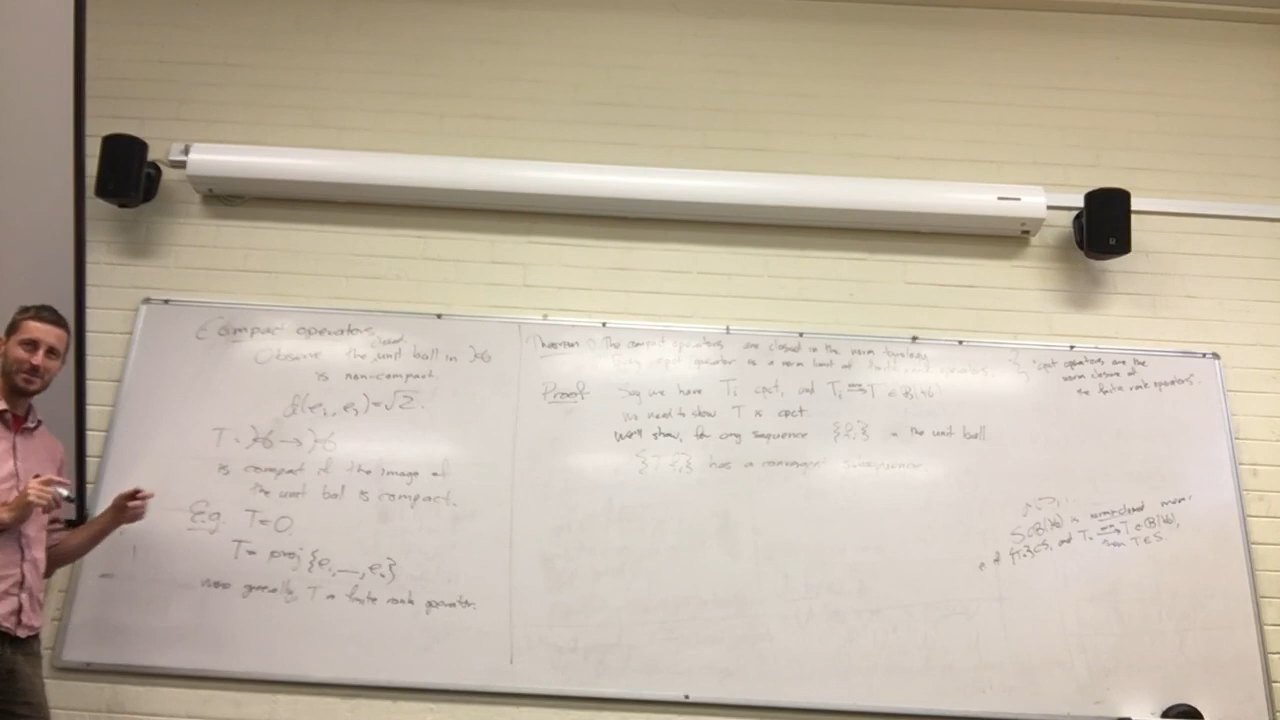 Compact operators
Observe the closed unit ball in ℋ
is non-compact.
d(e₁, e₂) = √2.
T: ℋ → ℋ
is compact if the image of
the unit ball is compact.
E.g. T=0
T= proj {e₁, —, eₙ}
more generally, T a finite rank operator.
Theorem The compact operators are closed in the norm topology
Every cpct operator is a norm limit of finite rank operators
"cpct operators are the
norm closure of
the finite rank operators".
Proof Say we have Tᵢ cpct, and Tᵢ → T ∈ B(ℋ)
we need to show T is cpct.
we'll show, for any sequence {fᵢ} in the unit ball
{T fᵢ} has a convergent subsequence.
S⊂B(ℋ) is norm-closed means
if {Tₙ}⊂S, and Tₙ → T ∈ B(ℋ),
then T∈S.
R